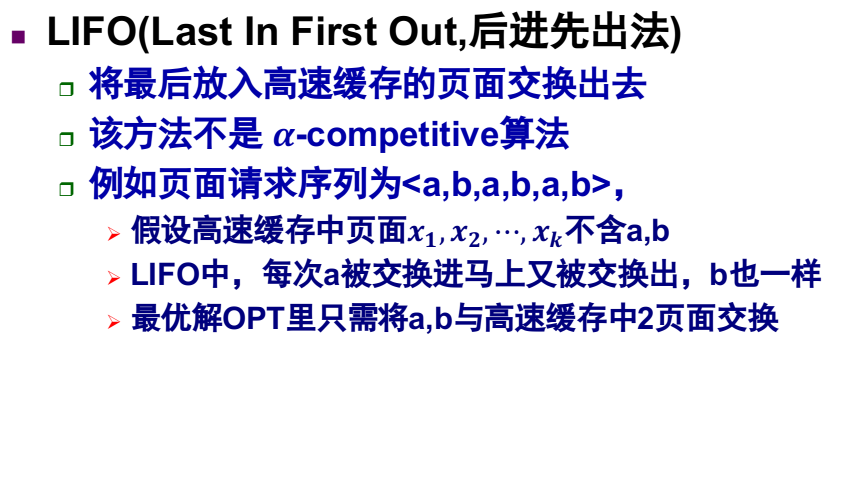 LIFO(Last In First Out,后进先出法)
将最后放入高速缓存的页面交换出去
该方法不是 α-competitive算法
例如页面请求序列为<a,b,a,b,a,b>，
假设高速缓存中页面x₁, x₂, ⋯, xₖ不含a,b
LIFO中，每次a被交换进马上又被交换出，b也一样
最优解OPT里只需将a,b与高速缓存中2页面交换